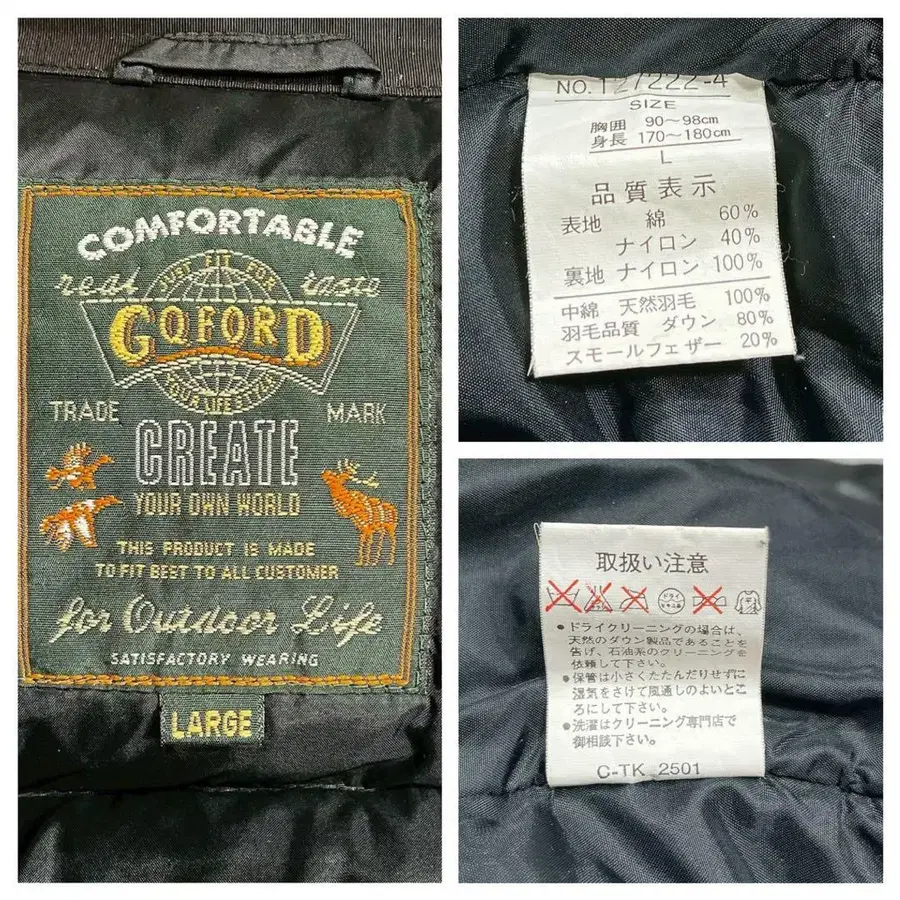 COMFORTABLE
real taste
JUST FIT FOR
GQFORD
YOUR LIFE STYLE
TRADE MARK
CREATE
YOUR OWN WORLD
THIS PRODUCT IS MADE
TO FIT BEST TO ALL CUSTOMER
for Outdoor Life
SATISFACTORY WEARING
LARGE
NO. 127222-4
SIZE
胸囲 90～98cm
身長 170～180cm
L
品質表示
表地 綿 60%
ナイロン 40%
裏地 ナイロン 100%
中綿 天然羽毛 100%
羽毛品質 ダウン 80%
スモールフェザー 20%
取扱い注意
ドライ
●ドライクリーニングの場合は、
天然のダウン製品であることを
告げ、石油系のクリーニングを
依頼して下さい。
●保管は小さくたたんだりせずに
湿気をさけて風通しのよいとこ
ろにして下さい。
●洗濯はクリーニング専門店で
御相談下さい。
C-TK 2501